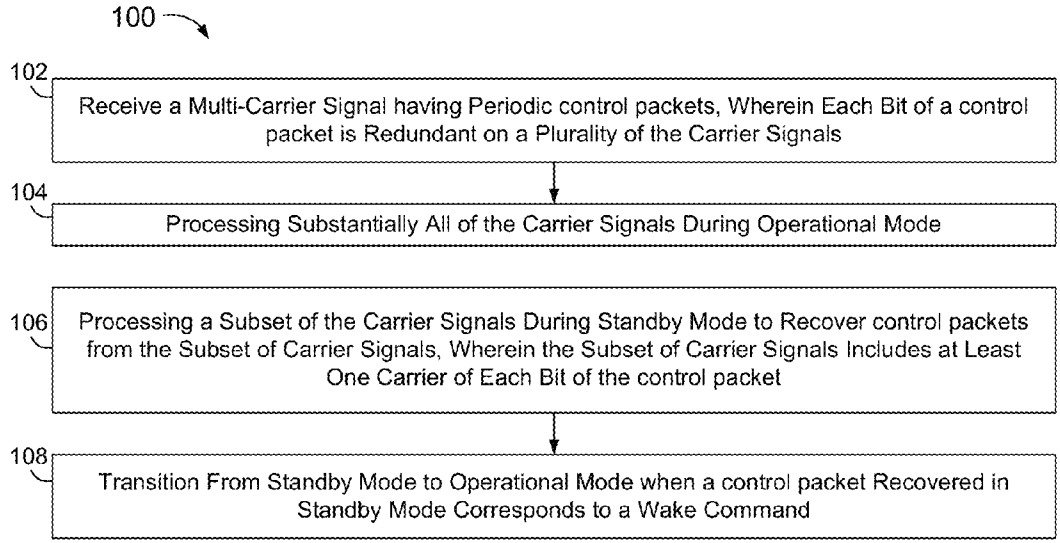 100
102
Receive a Multi-Carrier Signal having Periodic control packets, Wherein Each Bit of a control
packet is Redundant on a Plurality of the Carrier Signals
104
Processing Substantially All of the Carrier Signals During Operational Mode
106
Processing a Subset of the Carrier Signals During Standby Mode to Recover control packets
from the Subset of Carrier Signals, Wherein the Subset of Carrier Signals Includes at Least
One Carrier of Each Bit of the control packet
108
Transition From Standby Mode to Operational Mode when a control packet Recovered in
Standby Mode Corresponds to a Wake Command